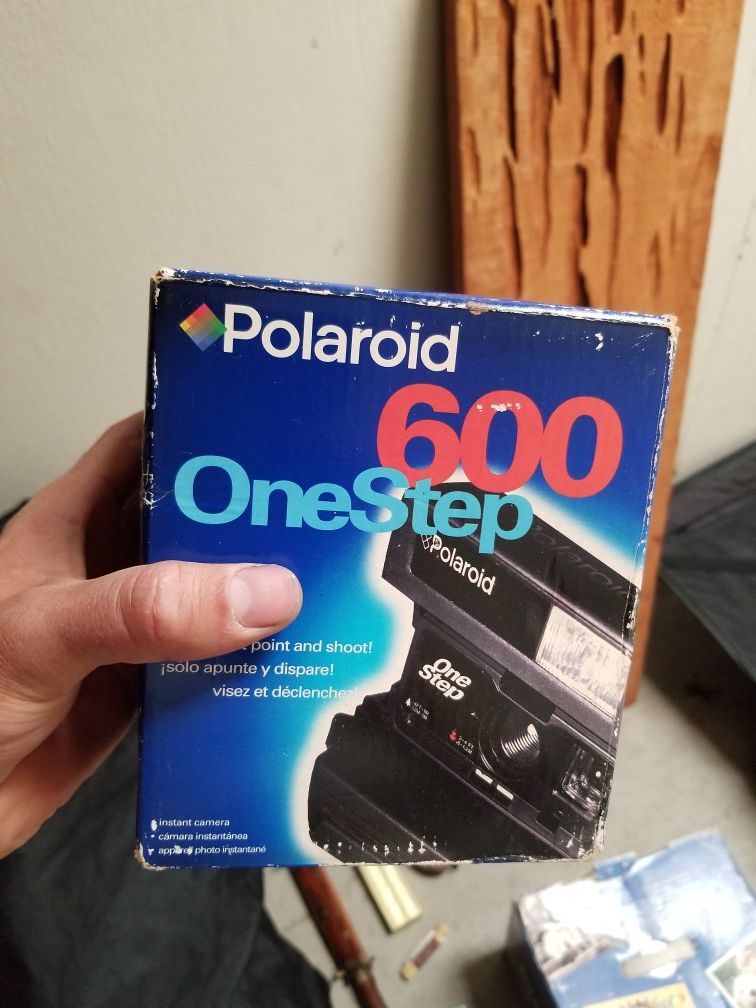 Polaroid
600
OneStep
Polaroid
One
Step
point and shoot!
¡solo apunte y dispare!
visez et déclenchez!
instant camera
cámara instantánea
appareil photo instantané